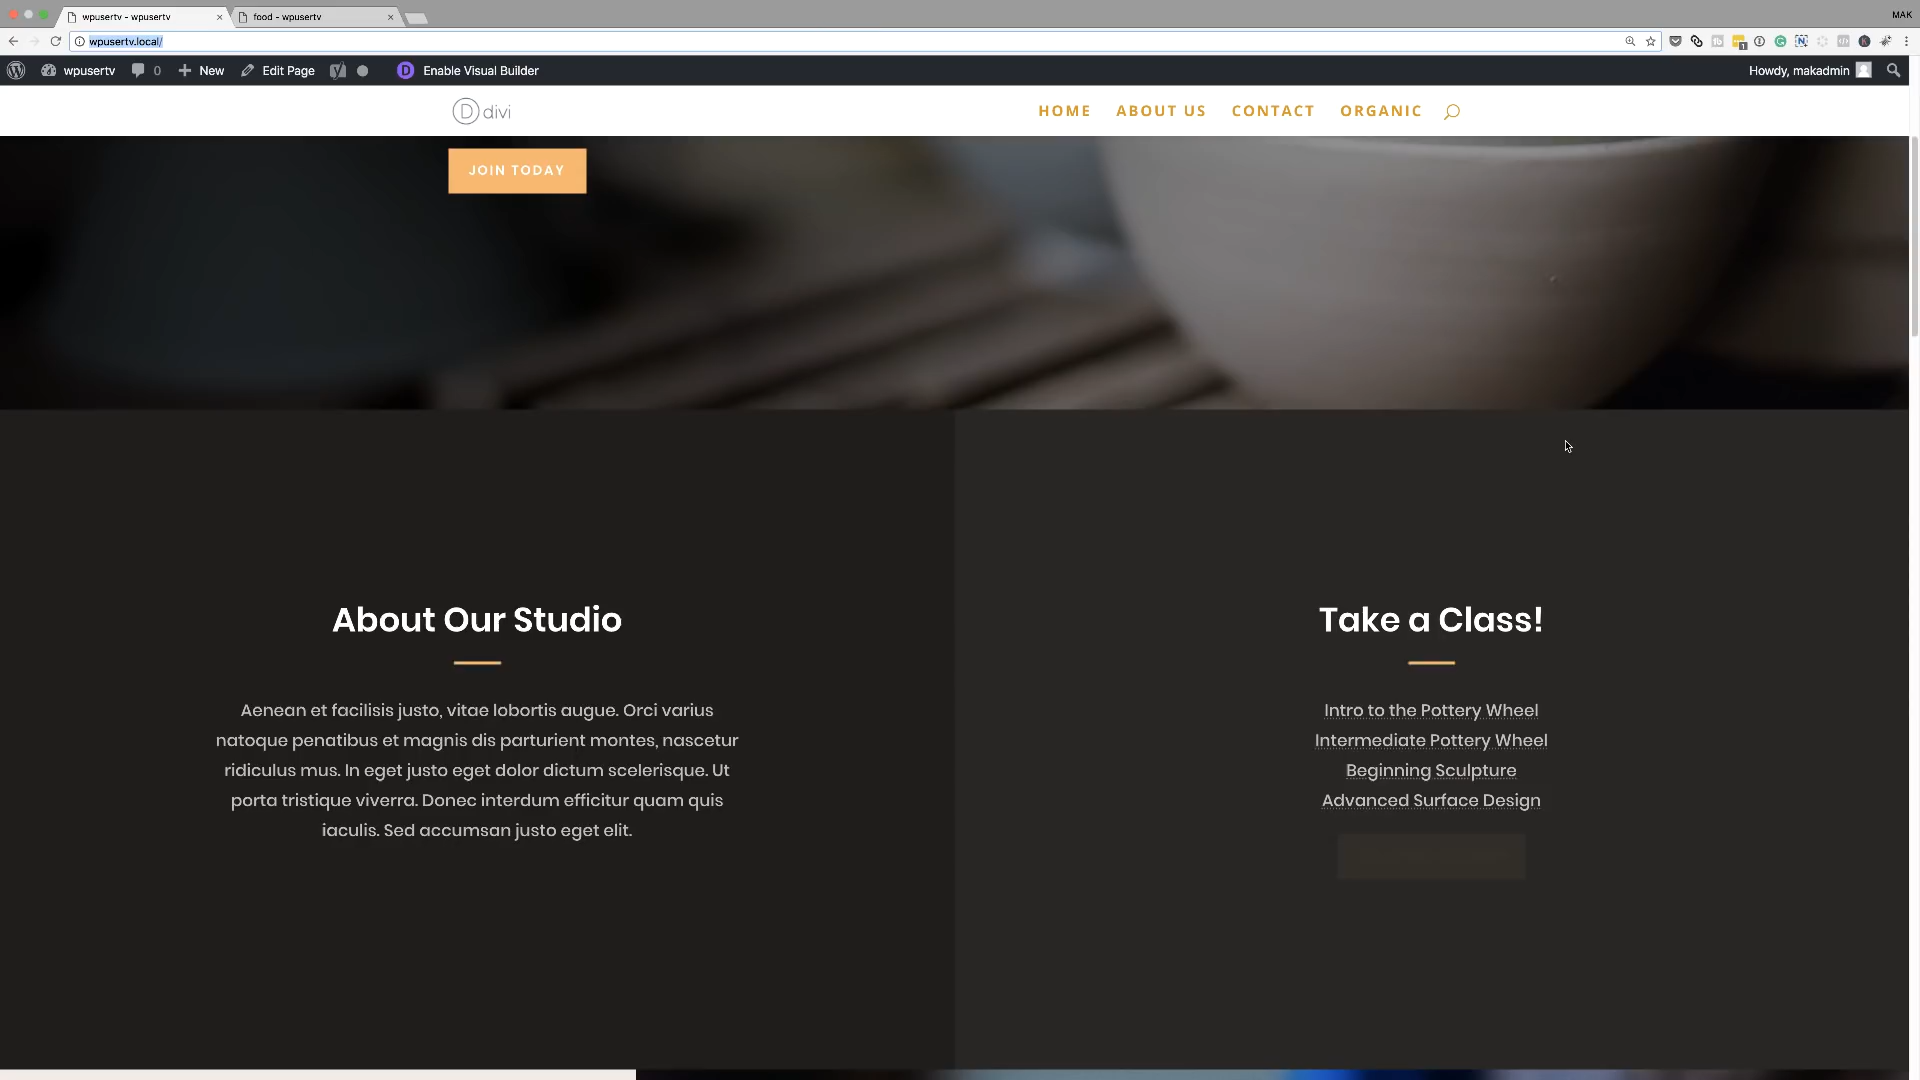 wpusertv - wpusertv
food - wpusertv
MAK
wpusertv.local/
wpusertv
0
New
Edit Page
D
Enable Visual Builder
Howdy, makadmin
D divi
HOME
ABOUT US
CONTACT
ORGANIC
JOIN TODAY
About Our Studio
Aenean et facilisis justo, vitae lobortis augue. Orci varius
natoque penatibus et magnis dis parturient montes, nascetur
ridiculus mus. In eget justo eget dolor dictum scelerisque. Ut
porta tristique viverra. Donec interdum efficitur quam quis
iaculis. Sed accumsan justo eget elit.
Take a Class!
Intro to the Pottery Wheel
Intermediate Pottery Wheel
Beginning Sculpture
Advanced Surface Design